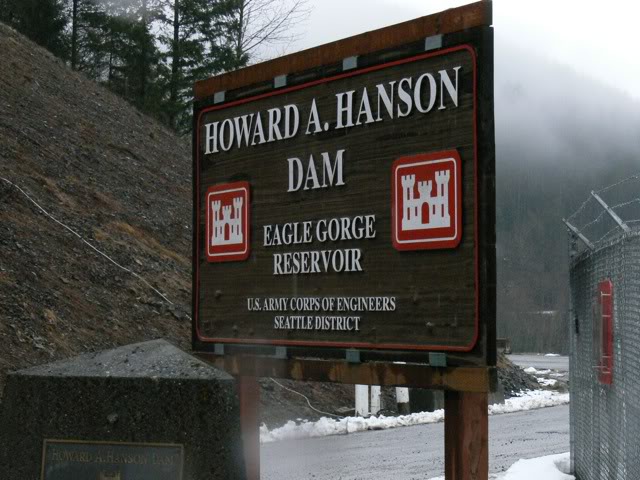 HOWARD A. HANSON
DAM
EAGLE GORGE
RESERVOIR
U.S. ARMY CORPS OF ENGINEERS
SEATTLE DISTRICT
HOWARD A. HANSON DAM